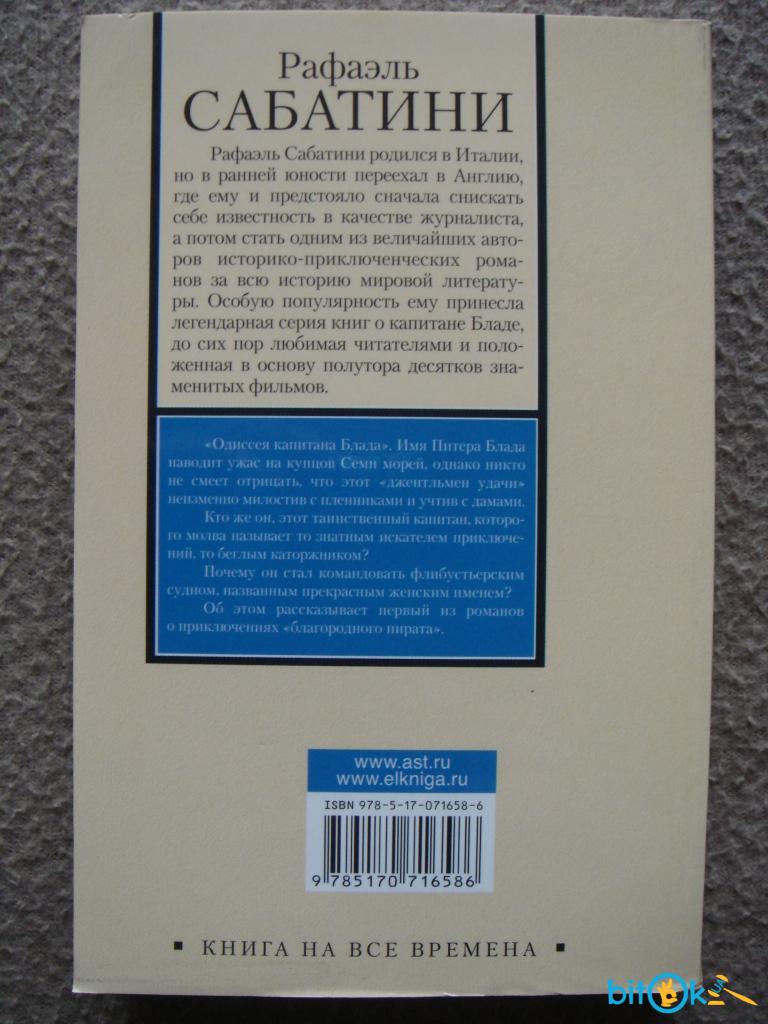 Рафаэль
САБАТИНИ
Рафаэль Сабатини родился в Италии,
но в ранней юности переехал в Англию,
где ему и предстояло сначала снискать
себе известность в качестве журналиста,
а потом стать одним из величайших авто-
ров историко-приключенческих рома-
нов за всю историю мировой литерату-
ры. Особую популярность ему принесла
легендарная серия книг о капитане Бладе,
до сих пор любимая читателями и поло-
женная в основу полутора десятков зна-
менитых фильмов.
«Одиссея капитана Блада». Имя Питера Блада
наводит ужас на купцов Семи морей, однако никто
не смеет отрицать, что этот «джентльмен удачи»
неизменно милостив с пленниками и учтив с дамами.
Кто же он, этот таинственный капитан, которо-
го молва называет то знатным искателем приключе-
ний, то беглым каторжником?
Почему он стал командовать флибустьерским
судном, названным прекрасным женским именем?
Об этом рассказывает первый из романов
о приключениях «благородного пирата».
www.ast.ru
www.elkniga.ru
ISBN 978-5-17-071658-6
9 785170 716586
▪ КНИГА НА ВСЕ ВРЕМЕНА ▪
bitOk UA